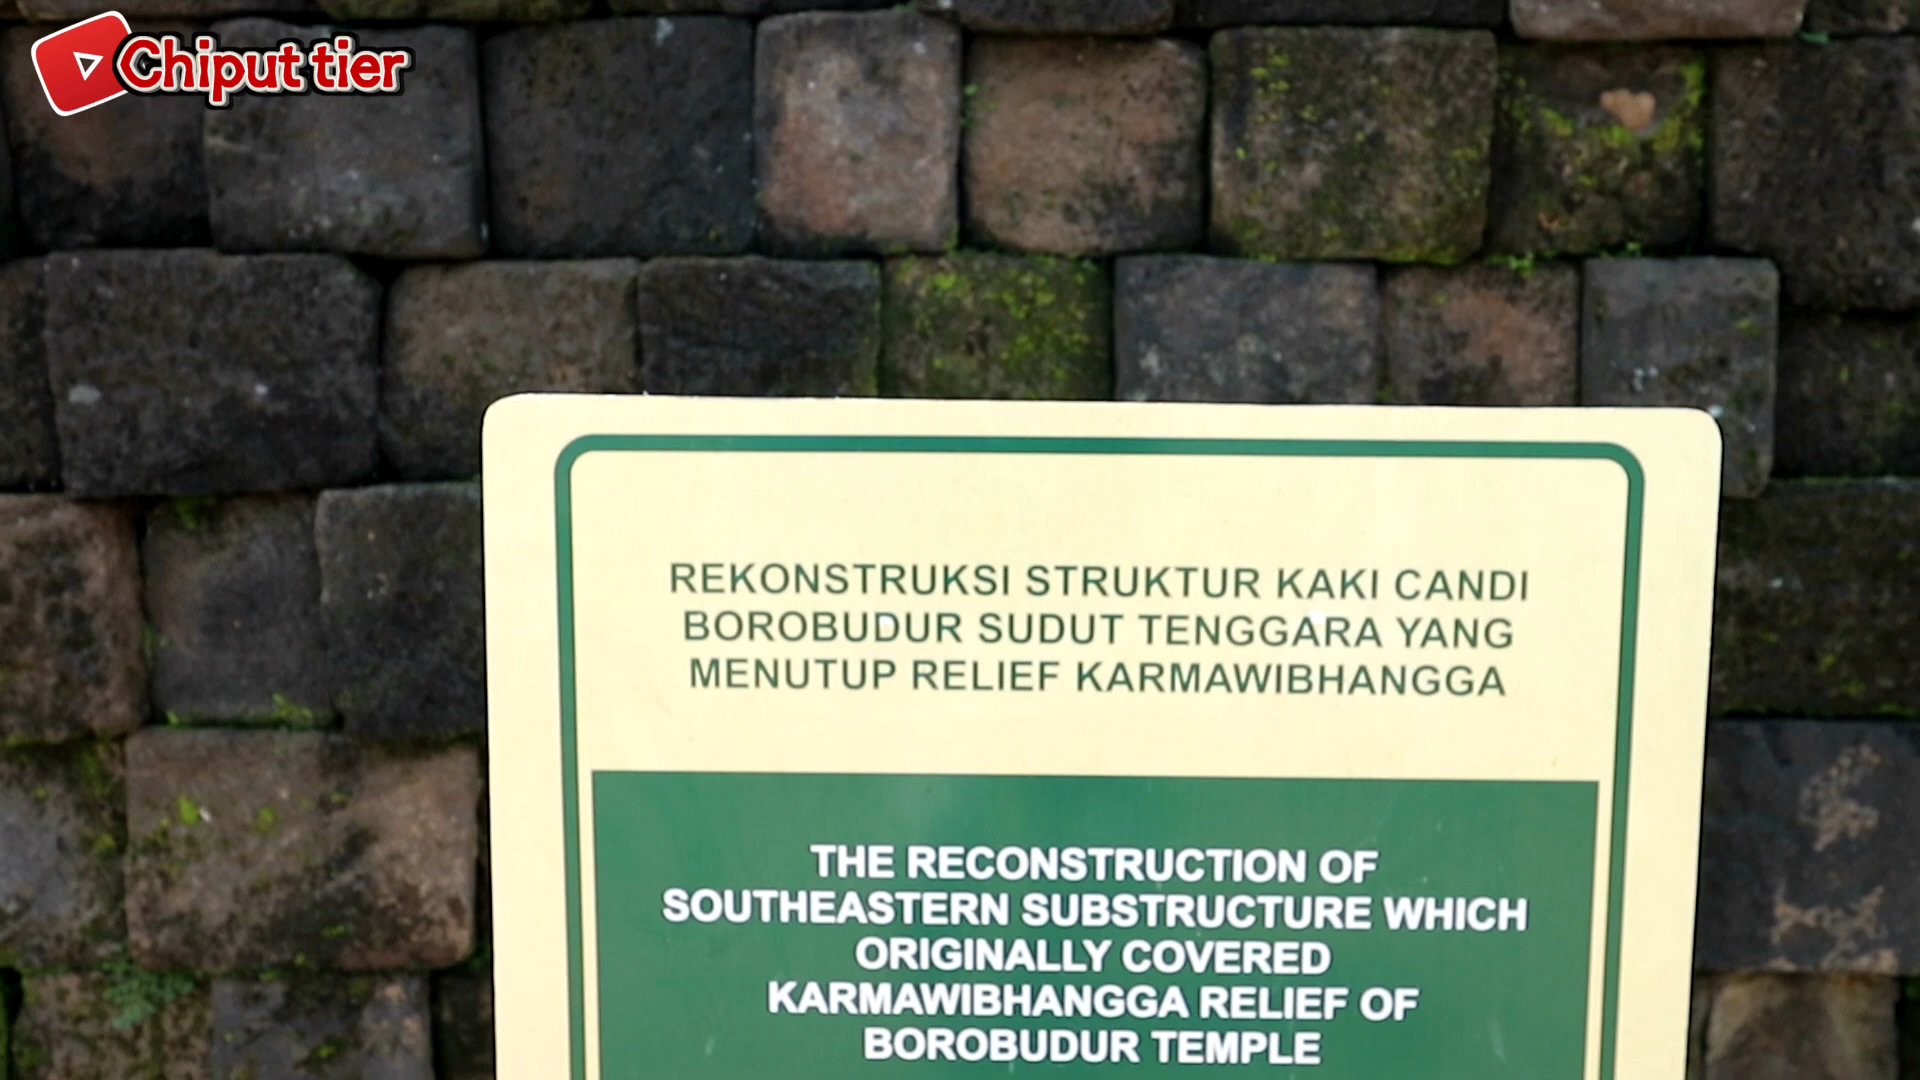 Chiput tier
REKONSTRUKSI STRUKTUR KAKI CANDI
BOROBUDUR SUDUT TENGGARA YANG
MENUTUP RELIEF KARMAWIBHANGGA
THE RECONSTRUCTION OF
SOUTHEASTERN SUBSTRUCTURE WHICH
ORIGINALLY COVERED
KARMAWIBHANGGA RELIEF OF
BOROBUDUR TEMPLE